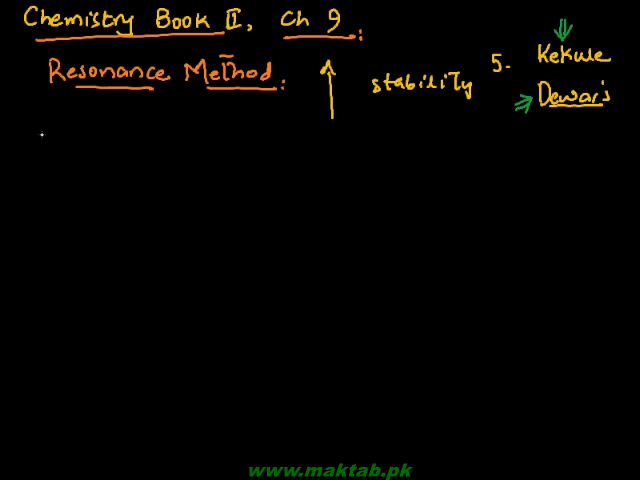 Chemistry Book II, Ch 9:
Resonance Method:
stability
5. Kekule
Dewar's
www.maktab.pk